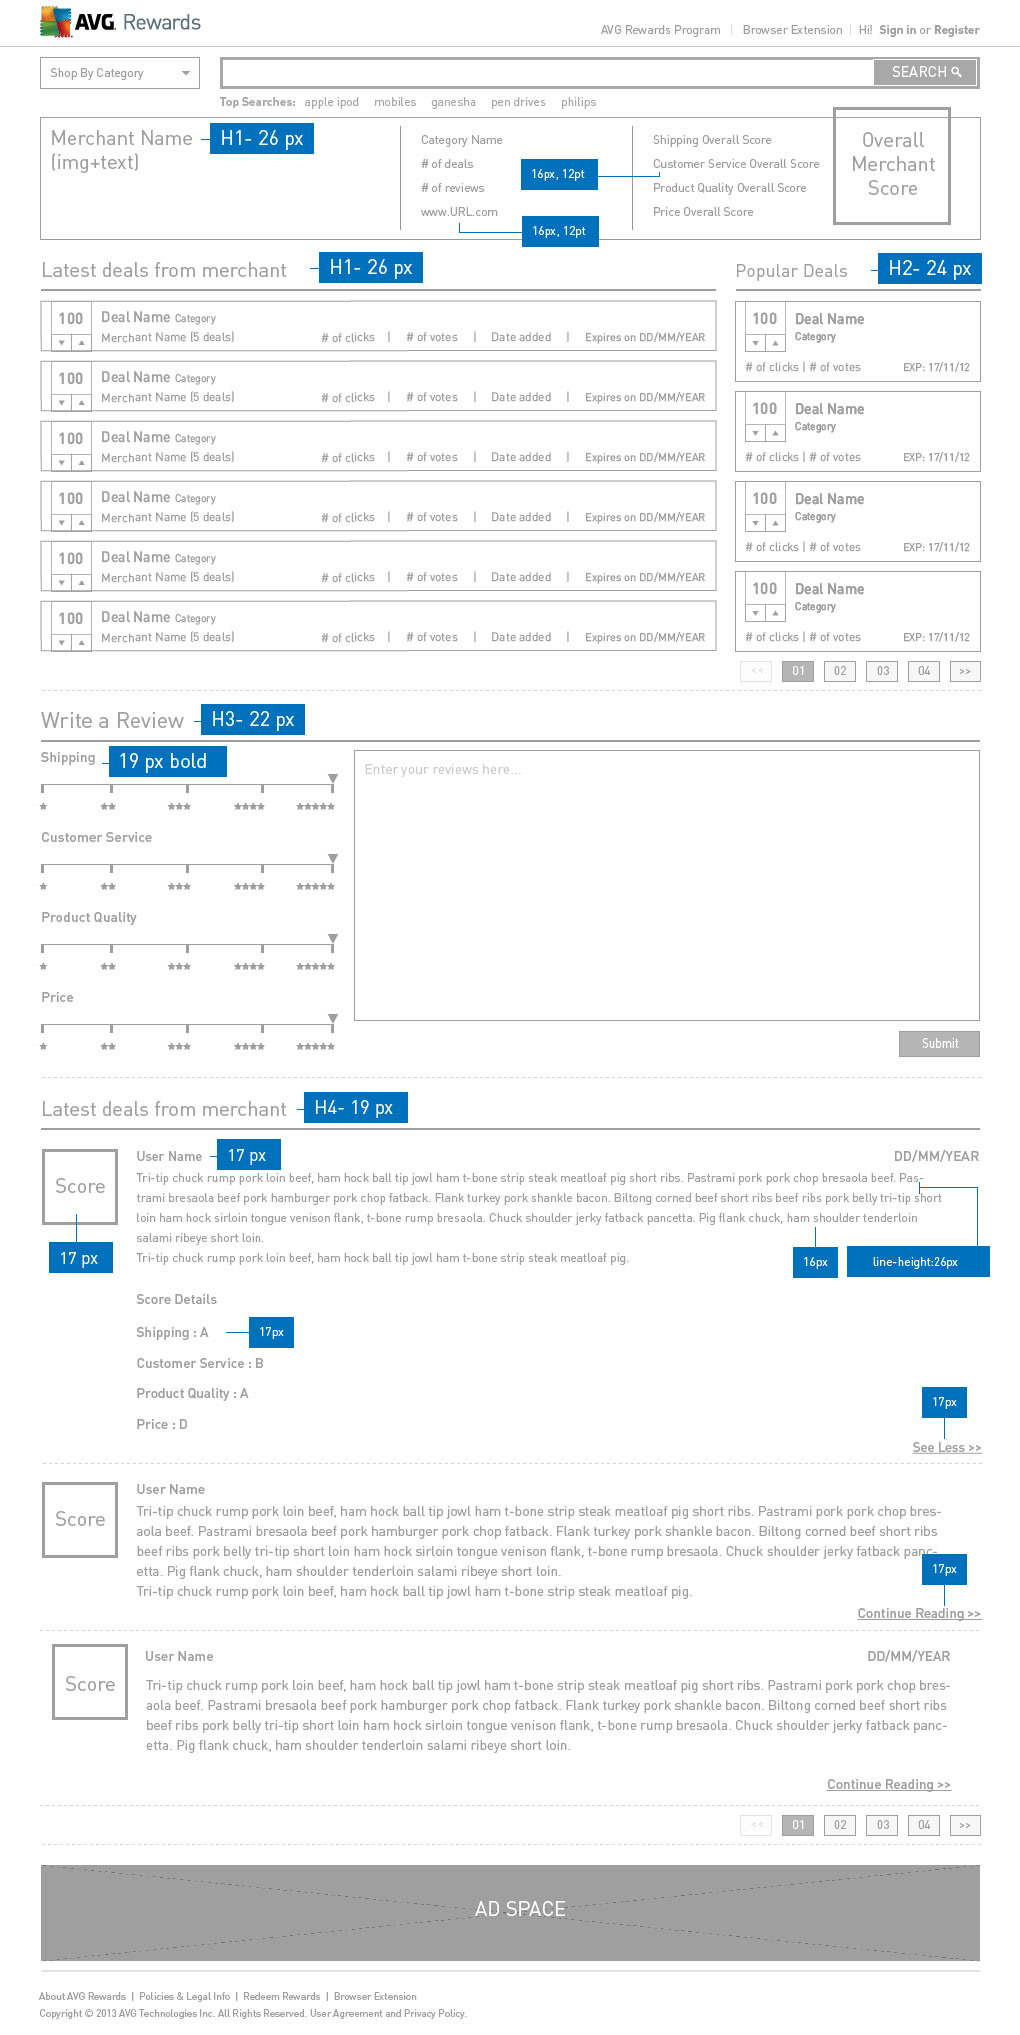 AVG. Rewards
AVG Rewards Program | Browser Extension | Hi! Sign in or Register
Shop By Category
SEARCH
Top Searches: apple ipod mobiles ganesha pen drives philips
Merchant Name
(img+text)
H1- 26 px
Category Name
# of deals
# of reviews
www.URL.com
16px, 12pt
16px, 12pt
Shipping Overall Score
Customer Service Overall Score
Product Quality Overall Score
Price Overall Score
Overall
Merchant
Score
Latest deals from merchant
H1- 26 px
100
Deal Name Category
Merchant Name (5 deals) # of clicks | # of votes | Date added | Expires on DD/MM/YEAR
100
Deal Name Category
Merchant Name (5 deals) # of clicks | # of votes | Date added | Expires on DD/MM/YEAR
100
Deal Name Category
Merchant Name (5 deals) # of clicks | # of votes | Date added | Expires on DD/MM/YEAR
100
Deal Name Category
Merchant Name (5 deals) # of clicks | # of votes | Date added | Expires on DD/MM/YEAR
100
Deal Name Category
Merchant Name (5 deals) # of clicks | # of votes | Date added | Expires on DD/MM/YEAR
100
Deal Name Category
Merchant Name (5 deals) # of clicks | # of votes | Date added | Expires on DD/MM/YEAR
Popular Deals
H2- 24 px
100
Deal Name
Category
# of clicks | # of votes EXP: 17/11/12
100
Deal Name
Category
# of clicks | # of votes EXP: 17/11/12
100
Deal Name
Category
# of clicks | # of votes EXP: 17/11/12
100
Deal Name
Category
# of clicks | # of votes EXP: 17/11/12
<< 01 02 03 04 >>
Write a Review
H3- 22 px
Shipping
19 px bold
Customer Service
Product Quality
Price
Enter your reviews here...
Submit
Latest deals from merchant
H4- 19 px
Score
17 px
User Name
17 px
DD/MM/YEAR
Tri-tip chuck rump pork loin beef, ham hock ball tip jowl ham t-bone strip steak meatloaf pig short ribs. Pastrami pork pork chop bresaola beef. Pas-
trami bresaola beef pork hamburger pork chop fatback. Flank turkey pork shankle bacon. Biltong corned beef short ribs beef ribs pork belly tri-tip short
loin ham hock sirloin tongue venison flank, t-bone rump bresaola. Chuck shoulder jerky fatback pancetta. Pig flank chuck, ham shoulder tenderloin
salami ribeye short loin.
Tri-tip chuck rump pork loin beef, ham hock ball tip jowl ham t-bone strip steak meatloaf pig.
16px
line-height:26px
Score Details
Shipping : A
17px
Customer Service : B
Product Quality : A
Price : D
17px
See Less >>
Score
User Name
Tri-tip chuck rump pork loin beef, ham hock ball tip jowl ham t-bone strip steak meatloaf pig short ribs. Pastrami pork pork chop bres-
aola beef. Pastrami bresaola beef pork hamburger pork chop fatback. Flank turkey pork shankle bacon. Biltong corned beef short ribs
beef ribs pork belly tri-tip short loin ham hock sirloin tongue venison flank, t-bone rump bresaola. Chuck shoulder jerky fatback panc-
etta. Pig flank chuck, ham shoulder tenderloin salami ribeye short loin.
Tri-tip chuck rump pork loin beef, ham hock ball tip jowl ham t-bone strip steak meatloaf pig.
17px
Continue Reading >>
Score
User Name
DD/MM/YEAR
Tri-tip chuck rump pork loin beef, ham hock ball tip jowl ham t-bone strip steak meatloaf pig short ribs. Pastrami pork pork chop bres-
aola beef. Pastrami bresaola beef pork hamburger pork chop fatback. Flank turkey pork shankle bacon. Biltong corned beef short ribs
beef ribs pork belly tri-tip short loin ham hock sirloin tongue venison flank, t-bone rump bresaola. Chuck shoulder jerky fatback panc-
etta. Pig flank chuck, ham shoulder tenderloin salami ribeye short loin.
Continue Reading >>
<< 01 02 03 04 >>
AD SPACE
About AVG Rewards | Policies & Legal Info | Redeem Rewards | Browser Extension
Copyright © 2013 AVG Technologies Inc. All Rights Reserved. User Agreement and Privacy Policy.